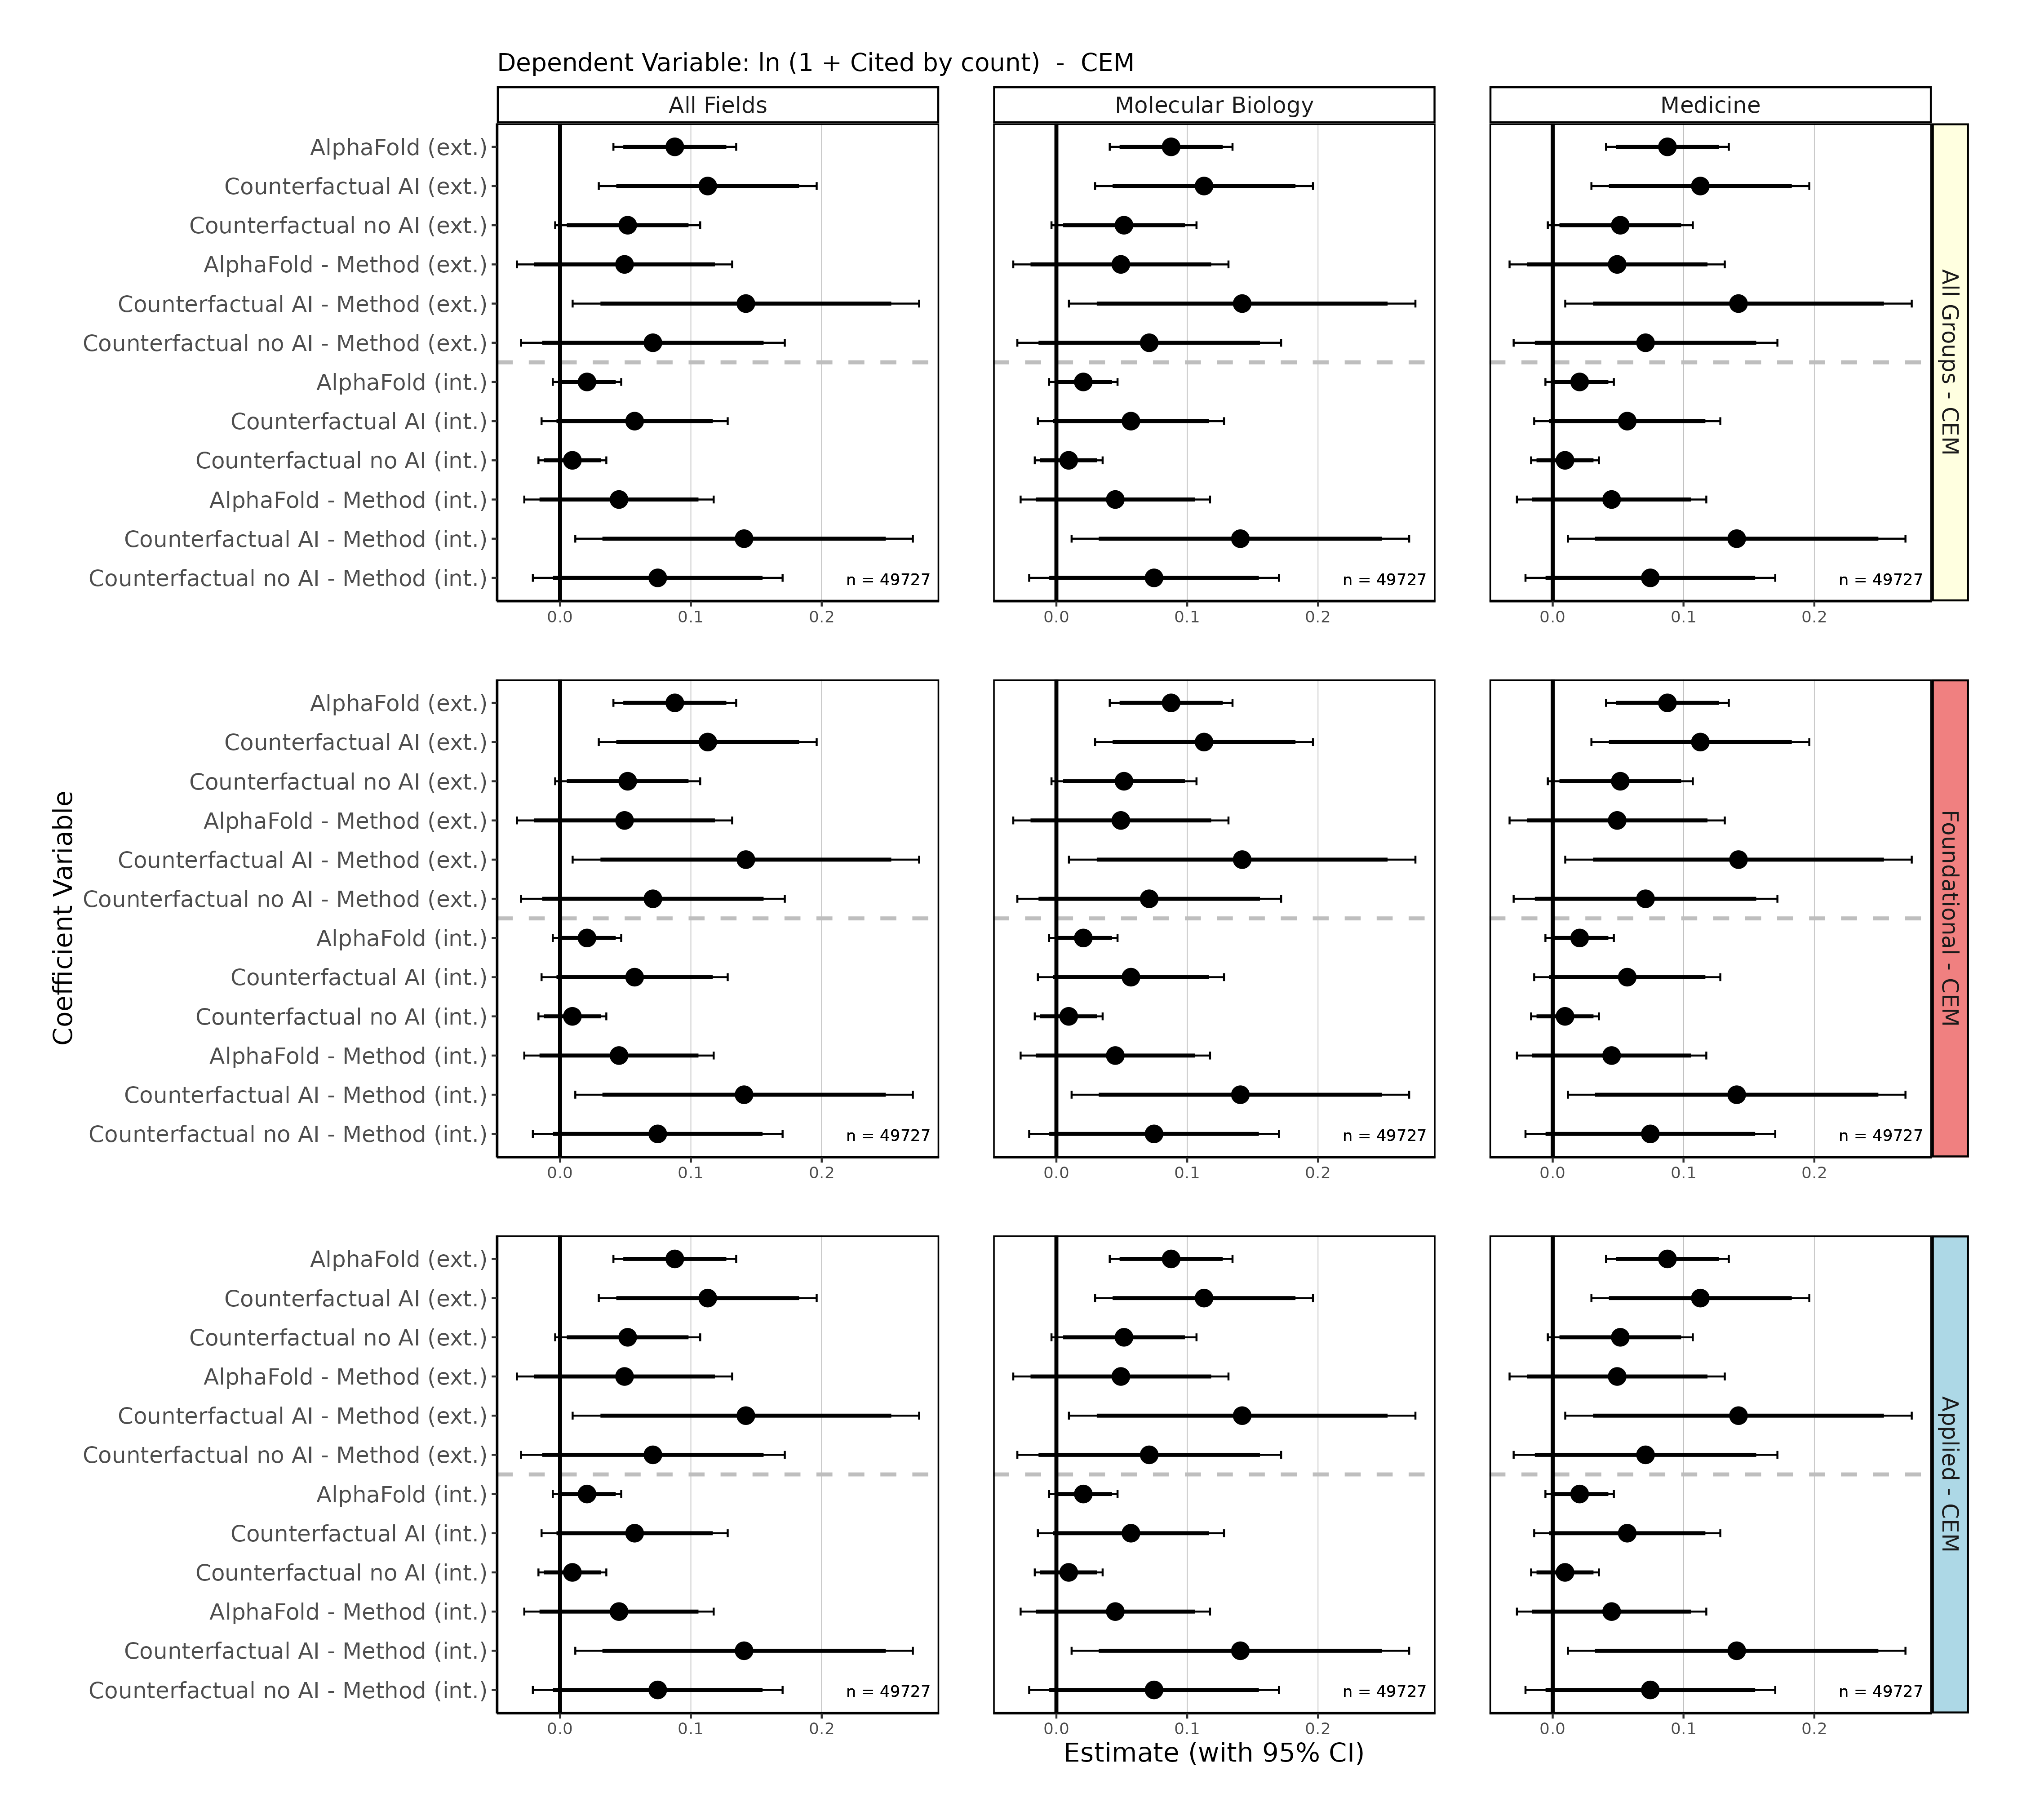 Dependent Variable: ln (1 + Cited by count)  -  CEM
All Fields
Molecular Biology
Medicine
Coefficient Variable
AlphaFold (ext.)
Counterfactual AI (ext.)
Counterfactual no AI (ext.)
AlphaFold - Method (ext.)
Counterfactual AI - Method (ext.)
Counterfactual no AI - Method (ext.)
AlphaFold (int.)
Counterfactual AI (int.)
Counterfactual no AI (int.)
AlphaFold - Method (int.)
Counterfactual AI - Method (int.)
Counterfactual no AI - Method (int.)
n = 49727
n = 49727
n = 49727
0.0 0.1 0.2
0.0 0.1 0.2
0.0 0.1 0.2
All Groups - CEM
AlphaFold (ext.)
Counterfactual AI (ext.)
Counterfactual no AI (ext.)
AlphaFold - Method (ext.)
Counterfactual AI - Method (ext.)
Counterfactual no AI - Method (ext.)
AlphaFold (int.)
Counterfactual AI (int.)
Counterfactual no AI (int.)
AlphaFold - Method (int.)
Counterfactual AI - Method (int.)
Counterfactual no AI - Method (int.)
n = 49727
n = 49727
n = 49727
0.0 0.1 0.2
0.0 0.1 0.2
0.0 0.1 0.2
Foundational - CEM
AlphaFold (ext.)
Counterfactual AI (ext.)
Counterfactual no AI (ext.)
AlphaFold - Method (ext.)
Counterfactual AI - Method (ext.)
Counterfactual no AI - Method (ext.)
AlphaFold (int.)
Counterfactual AI (int.)
Counterfactual no AI (int.)
AlphaFold - Method (int.)
Counterfactual AI - Method (int.)
Counterfactual no AI - Method (int.)
n = 49727
n = 49727
n = 49727
0.0 0.1 0.2
0.0 0.1 0.2
0.0 0.1 0.2
Applied - CEM
Estimate (with 95% CI)